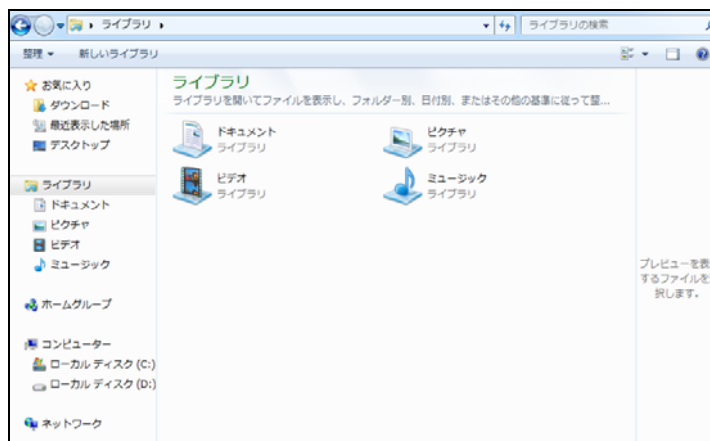 ライブラリ
ライブラリの検索
整理
新しいライブラリ
お気に入り
ダウンロード
最近表示した場所
デスクトップ
ライブラリ
ドキュメント
ピクチャ
ビデオ
ミュージック
ホームグループ
コンピューター
ローカル ディスク (C:)
ローカル ディスク (D:)
ネットワーク
ライブラリ
ライブラリを開いてファイルを表示し、フォルダー別、日付別、またはその他の基準に従って整...
ドキュメント
ライブラリ
ピクチャ
ライブラリ
ビデオ
ライブラリ
ミュージック
ライブラリ
プレビューを表
するファイルを
択します。